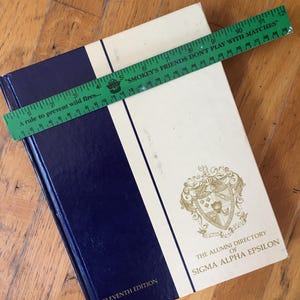 a rule to prevent wild fires... "SMOKEY'S FRIENDS DON'T PLAY WITH MATCHES"
THE ALUMNI DIRECTORY
OF
SIGMA ALPHA EPSILON
EDITION